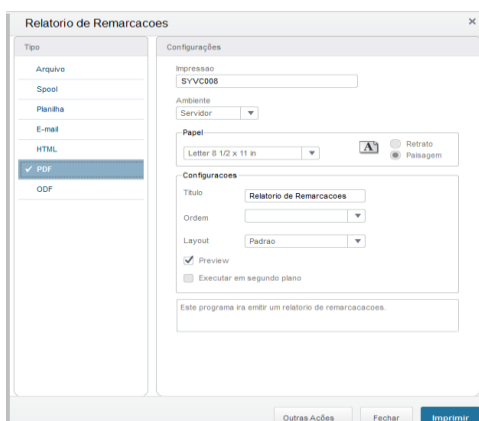 Relatorio de Remarcacoes
×
Tipo
Arquivo
Spool
Planilha
E-mail
HTML
PDF
ODF
Configurações
Impressao
SYVC008
Ambiente
Servidor
Papel
Letter 8 1/2 x 11 in
A
Retrato
Paisagem
Configuracoes
Titulo
Relatorio de Remarcacoes
Ordem
Layout
Padrao
Preview
Executar em segundo plano
Este programa ira emitir um relatorio de remarcacacoes.
Outras Ações
Fechar
Imprimir